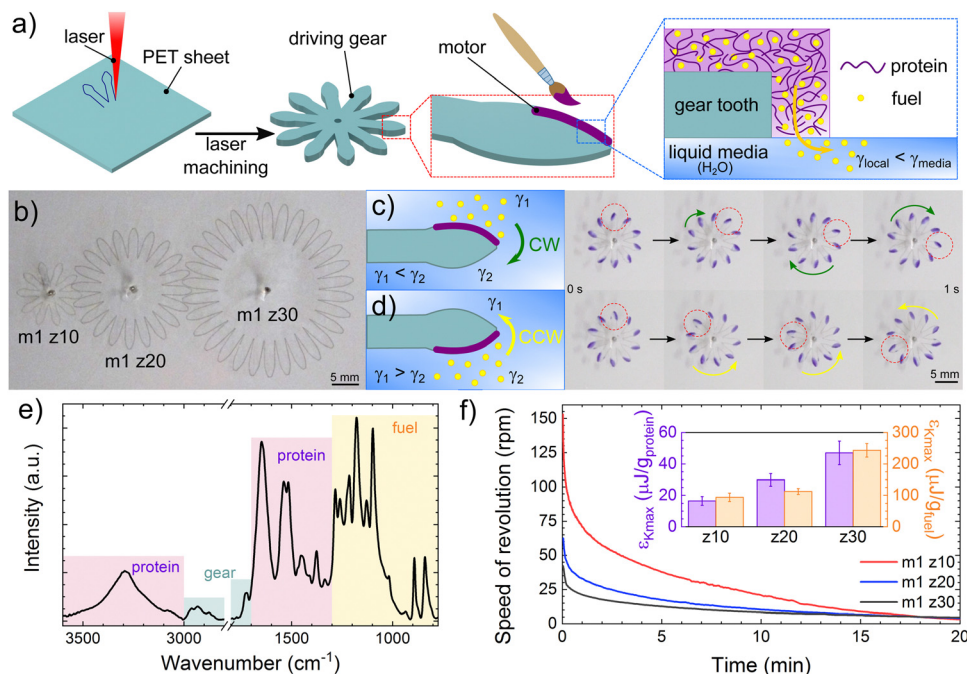 a)
laser
PET sheet
laser
machining
driving gear
motor
gear tooth
protein
fuel
liquid media
(H₂O)
γlocal < γmedia
b)
m1 z10
m1 z20
m1 z30
5 mm
c)
γ₁
CW
γ₁ < γ₂
γ₂
0 s
1 s
5 mm
d)
γ₁
CCW
γ₁ > γ₂
γ₂
5 mm
e)
Intensity (a.u.)
protein
gear
protein
fuel
3500
3000
1500
1000
Wavenumber (cm⁻¹)
f)
Speed of revolution (rpm)
150
125
100
75
50
25
0
εKmax (µJ/gprotein)
60
40
20
0
εKmax (µJ/gfuel)
300
200
100
0
z10
z20
z30
m1 z10
m1 z20
m1 z30
0
5
10
15
20
Time (min)